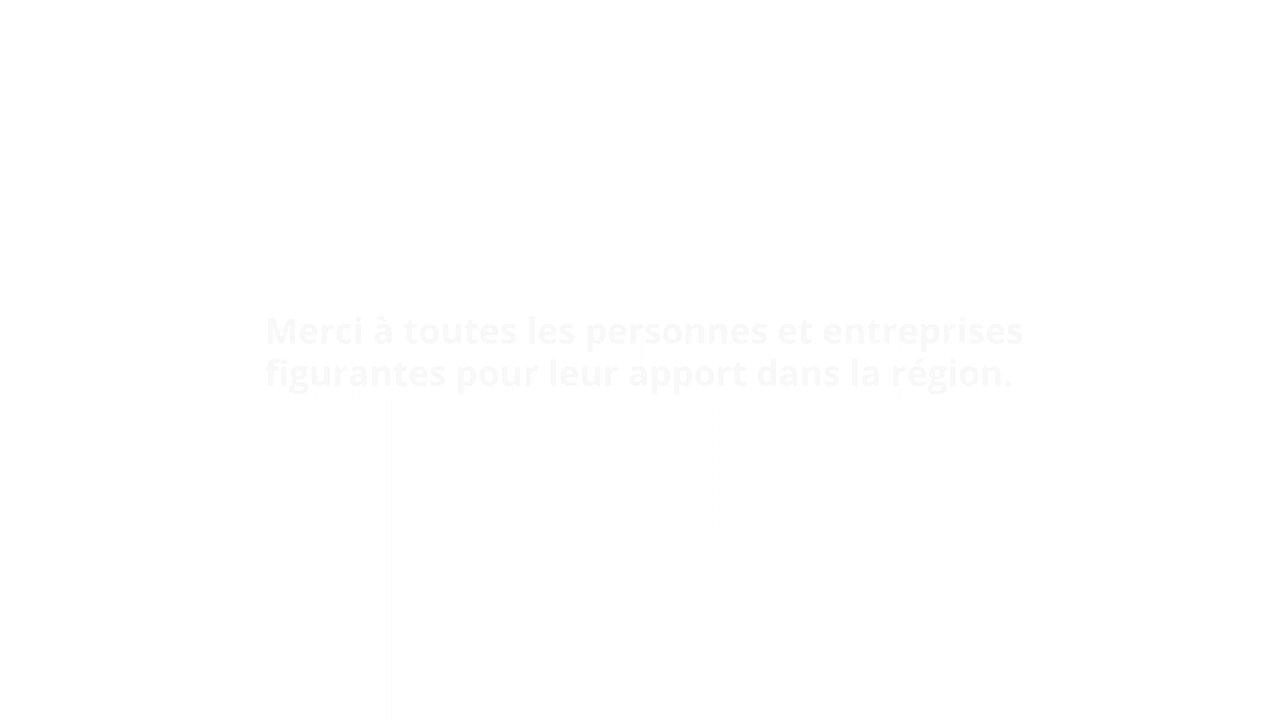 Merci à toutes les personnes et entreprises
figurantes pour leur apport dans la région.